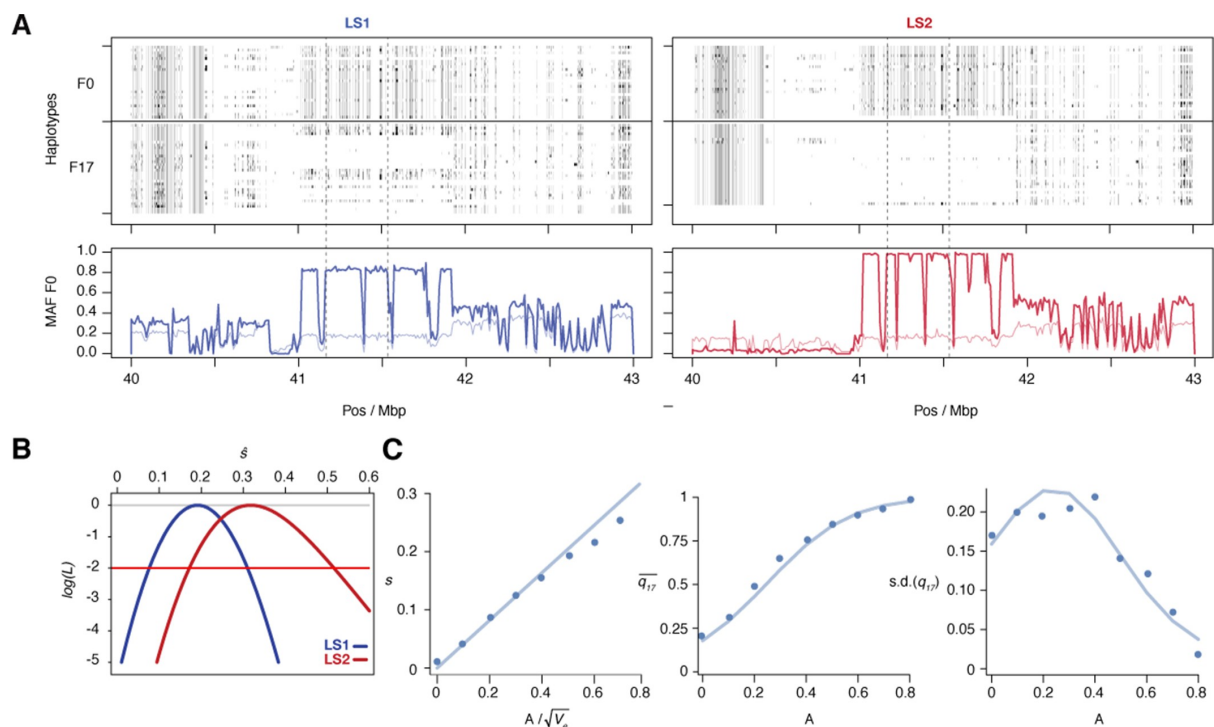 A
LS1
LS2
Haplotypes
F0
F17
MAF F0
1.0
0.8
0.6
0.4
0.2
0.0
40
41
42
43
40
41
42
43
Pos / Mbp
Pos / Mbp
B
ŝ
0
0.1
0.2
0.3
0.4
0.5
0.6
log(L)
0
-1
-2
-3
-4
-5
LS1
LS2
C
s
0.3
0.2
0.1
0
0
0.2
0.4
0.6
0.8
A / √Vₑ
q̅₁₇
1
0.75
0.5
0.25
0
0
0.2
0.4
0.6
0.8
A
s.d.(q₁₇)
0.20
0.15
0.10
0.05
0
0
0.2
0.4
0.6
0.8
A